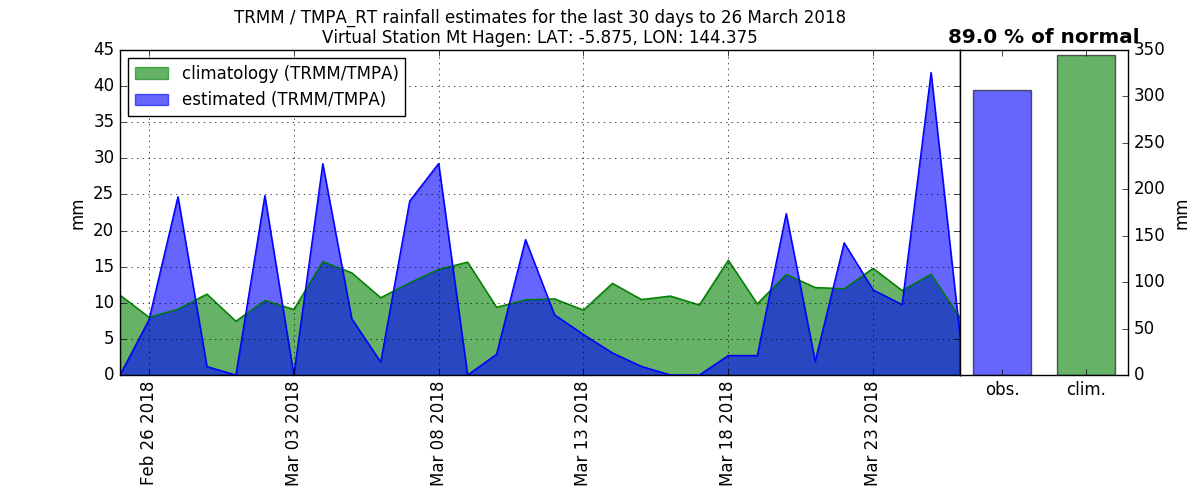 TRMM / TMPA_RT rainfall estimates for the last 30 days to 26 March 2018
Virtual Station Mt Hagen: LAT: -5.875, LON: 144.375
89.0 % of normal
climatology (TRMM/TMPA)
estimated (TRMM/TMPA)
45
40
35
30
25
20
15
10
5
0
mm
Feb 26 2018
Mar 03 2018
Mar 08 2018
Mar 13 2018
Mar 18 2018
Mar 23 2018
350
300
250
200
150
100
50
0
mm
obs.
clim.